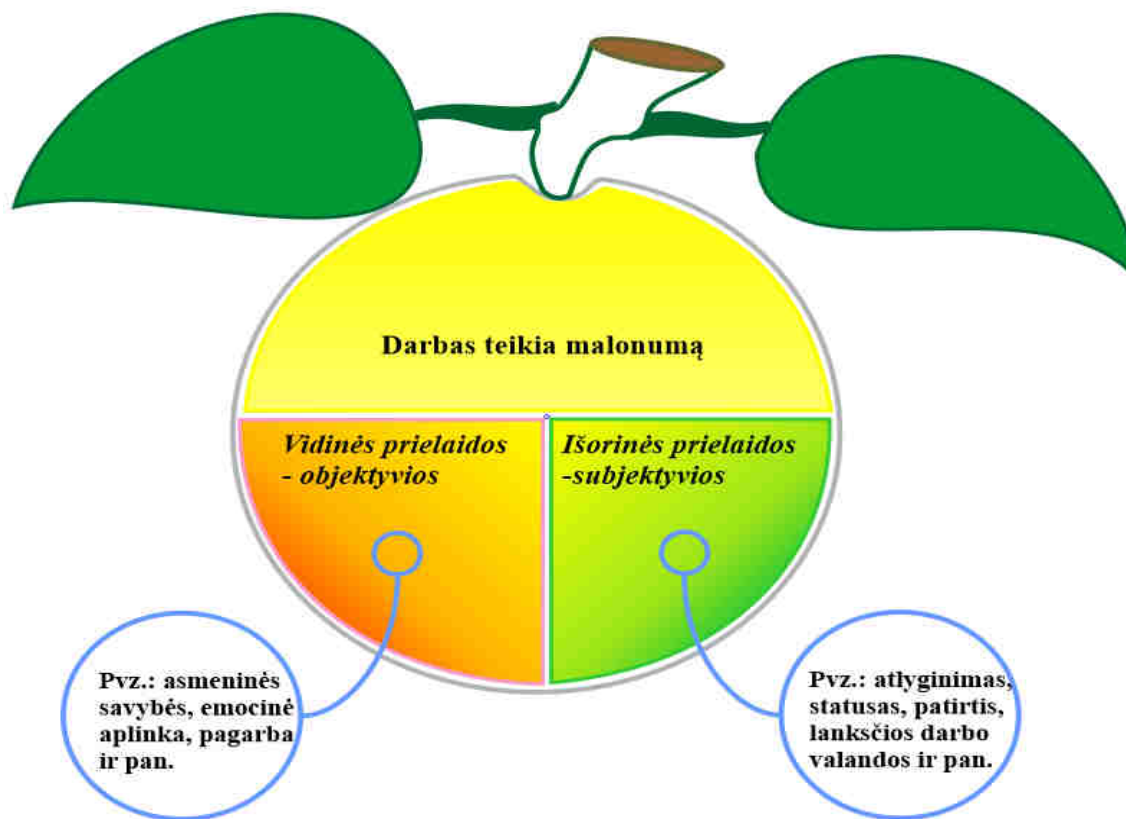 Darbas teikia malonumą
Vidinės prielaidos
- objektyvios
Išorinės prielaidos
-subjektyvios
Pvz.: asmeninės
savybės, emocinė
aplinka, pagarba
ir pan.
Pvz.: atlyginimas,
statusas, patirtis,
lanksčios darbo
valandos ir pan.